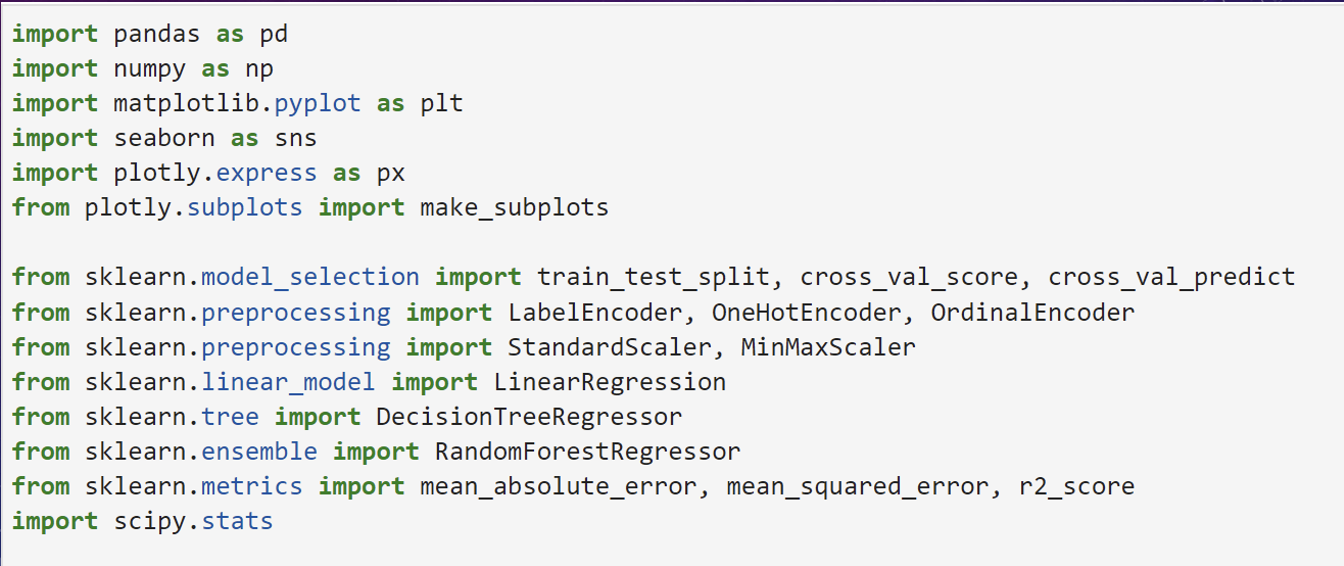 import pandas as pd
import numpy as np
import matplotlib.pyplot as plt
import seaborn as sns
import plotly.express as px
from plotly.subplots import make_subplots

from sklearn.model_selection import train_test_split, cross_val_score, cross_val_predict
from sklearn.preprocessing import LabelEncoder, OneHotEncoder, OrdinalEncoder
from sklearn.preprocessing import StandardScaler, MinMaxScaler
from sklearn.linear_model import LinearRegression
from sklearn.tree import DecisionTreeRegressor
from sklearn.ensemble import RandomForestRegressor
from sklearn.metrics import mean_absolute_error, mean_squared_error, r2_score
import scipy.stats